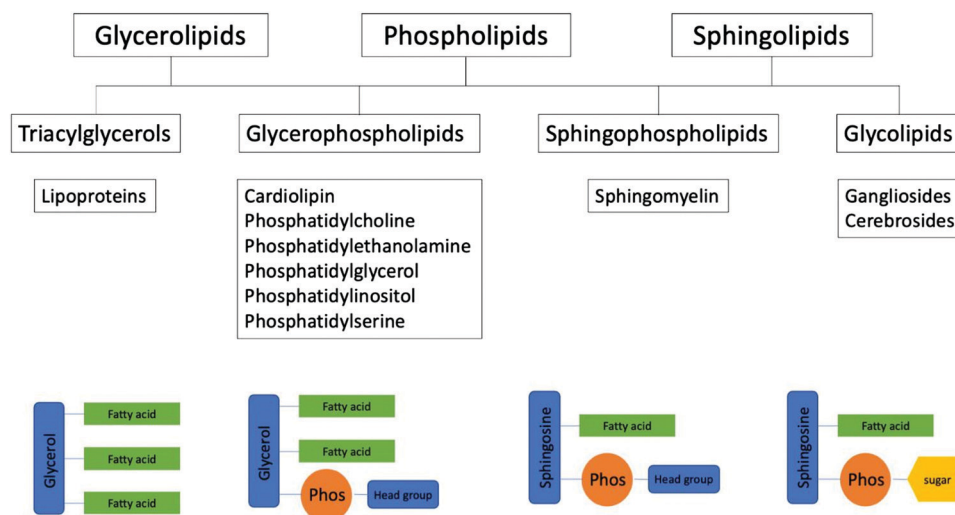 Glycerolipids
Phospholipids
Sphingolipids
Triacylglycerols
Glycerophospholipids
Sphingophospholipids
Glycolipids
Lipoproteins
Cardiolipin
Phosphatidylcholine
Phosphatidylethanolamine
Phosphatidylglycerol
Phosphatidylinositol
Phosphatidylserine
Sphingomyelin
Gangliosides
Cerebrosides
Glycerol
Fatty acid
Fatty acid
Fatty acid
Glycerol
Fatty acid
Fatty acid
Phos
Head group
Sphingosine
Fatty acid
Phos
Head group
Sphingosine
Fatty acid
Phos
sugar